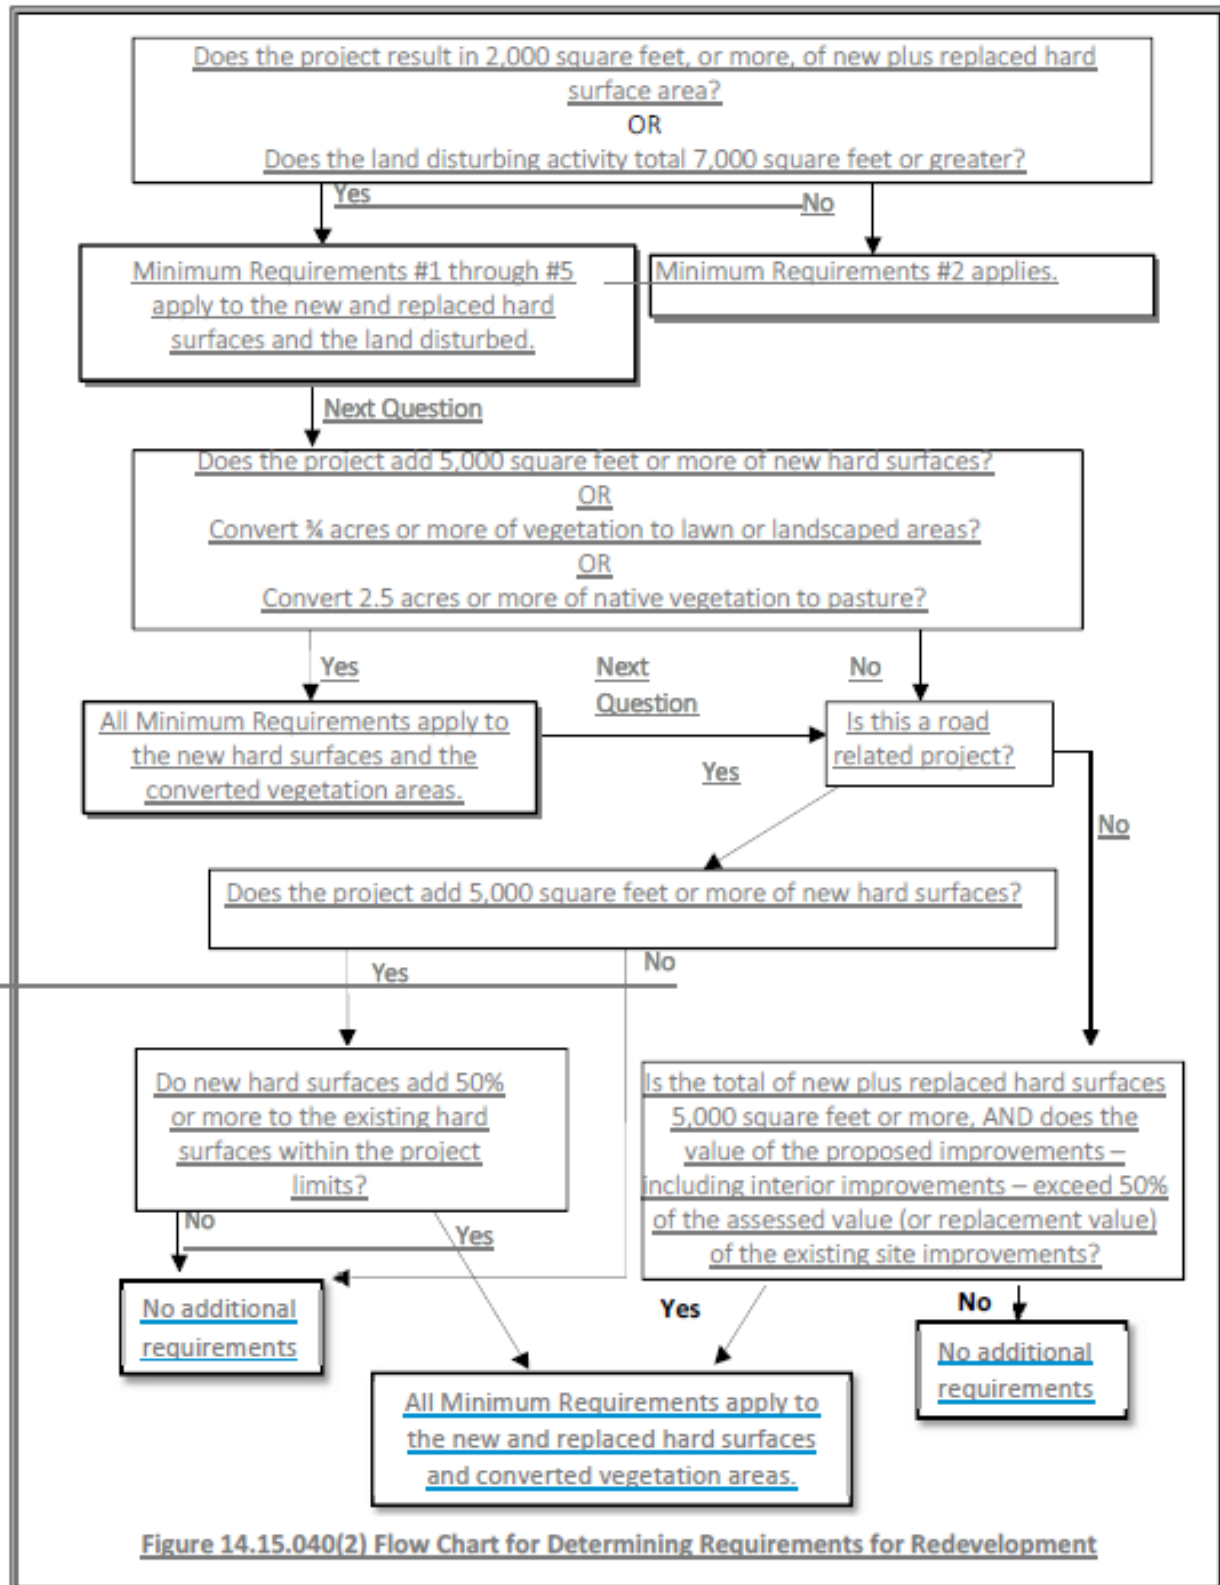 Does the project result in 2,000 square feet, or more, of new plus replaced hard
surface area?
OR
Does the land disturbing activity total 7,000 square feet or greater?
Yes
No
Minimum Requirements #1 through #5
apply to the new and replaced hard
surfaces and the land disturbed.
Minimum Requirements #2 applies.
Next Question
Does the project add 5,000 square feet or more of new hard surfaces?
OR
Convert ¾ acres or more of vegetation to lawn or landscaped areas?
OR
Convert 2.5 acres or more of native vegetation to pasture?
Yes
Next
Question
No
All Minimum Requirements apply to
the new hard surfaces and the
converted vegetation areas.
Is this a road
related project?
Yes
No
Does the project add 5,000 square feet or more of new hard surfaces?
Yes
No
Do new hard surfaces add 50%
or more to the existing hard
surfaces within the project
limits?
Is the total of new plus replaced hard surfaces
5,000 square feet or more, AND does the
value of the proposed improvements –
including interior improvements – exceed 50%
of the assessed value (or replacement value)
of the existing site improvements?
No
Yes
Yes
No
No additional
requirements
No additional
requirements
All Minimum Requirements apply to
the new and replaced hard surfaces
and converted vegetation areas.
Figure 14.15.040(2) Flow Chart for Determining Requirements for Redevelopment